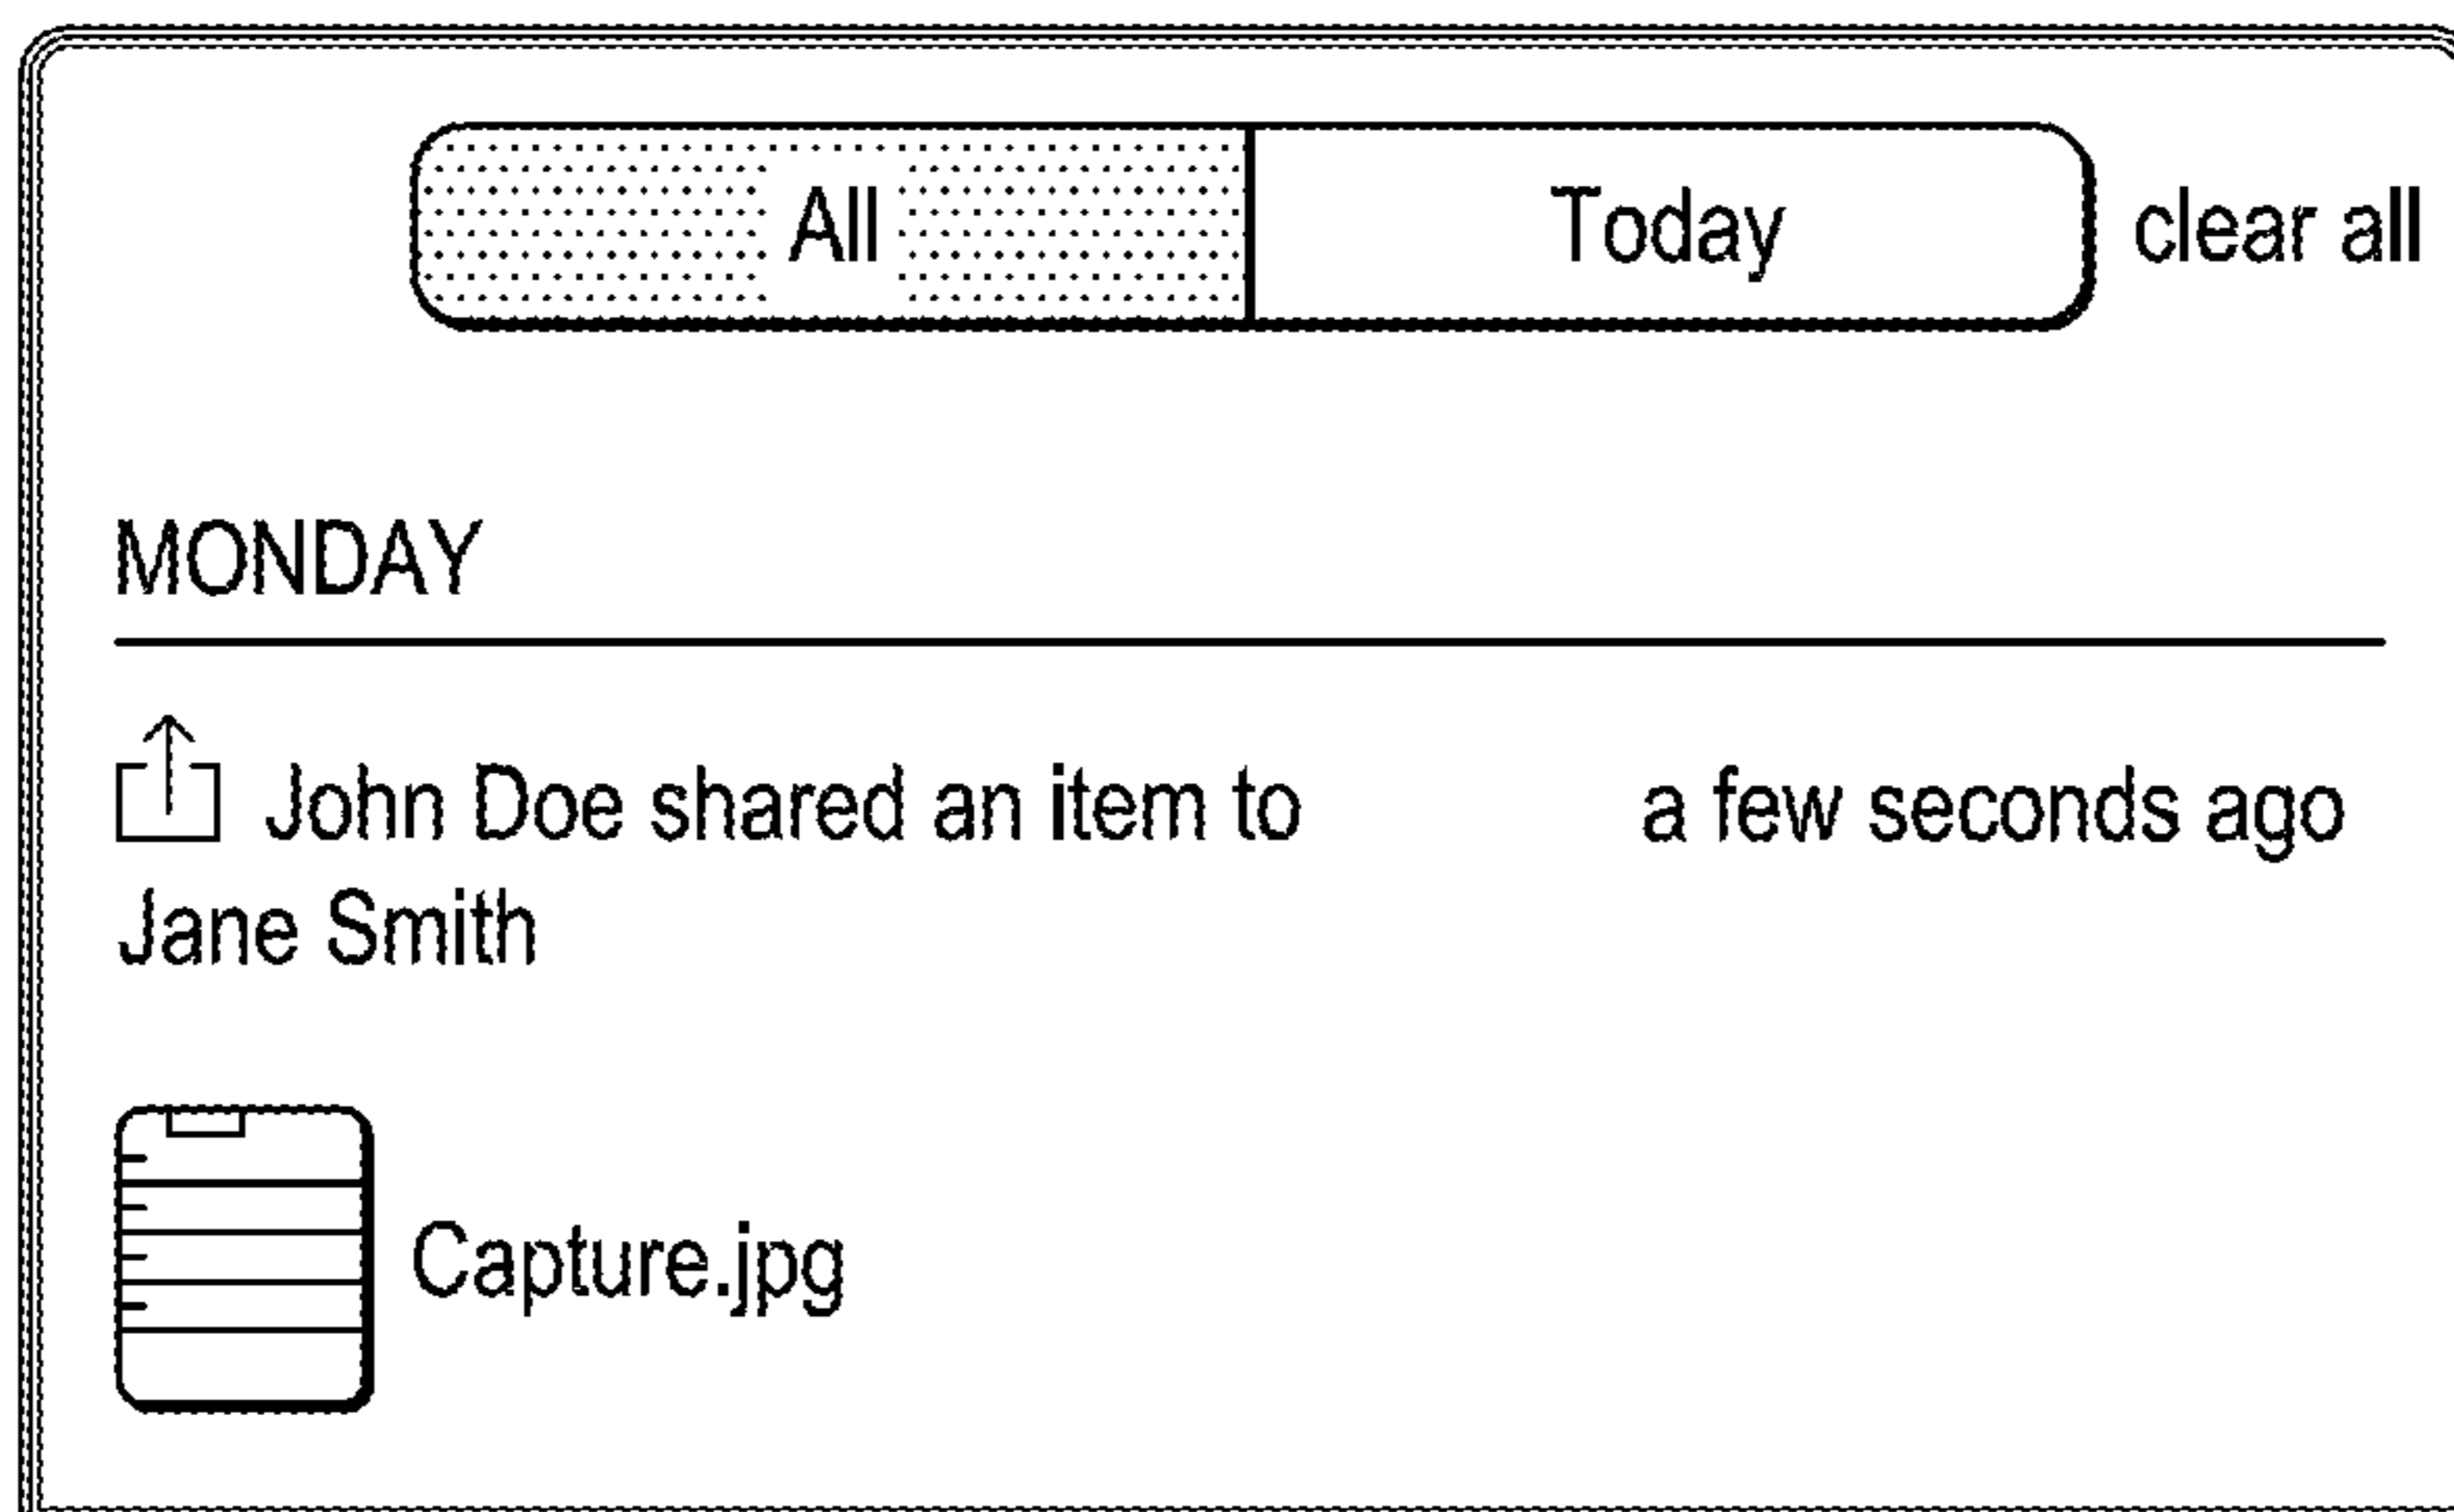 All Today clear all
MONDAY
John Doe shared an item to a few seconds ago
Jane Smith
Capture.jpg